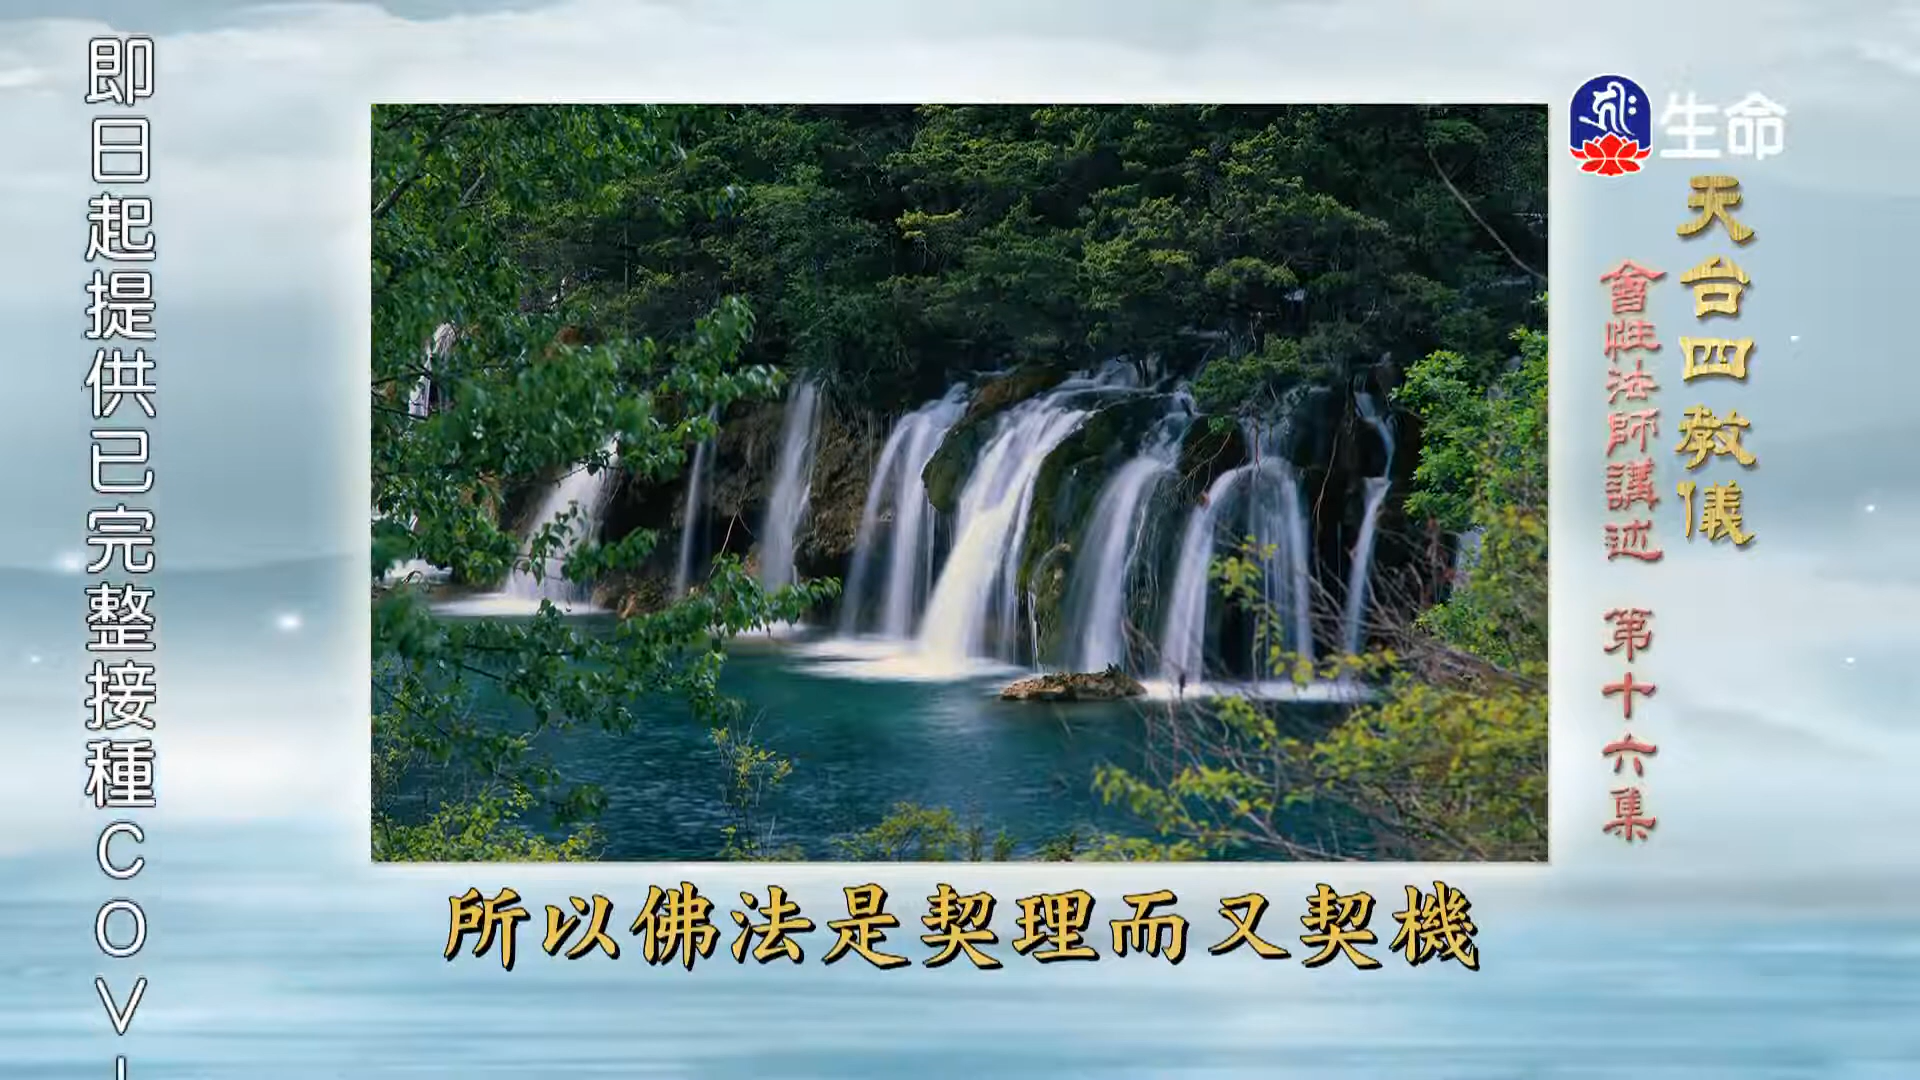 生命
天台四教儀
會性法師講述 第十六集
即日起提供已完整接種COVI
所以佛法是契理而又契機